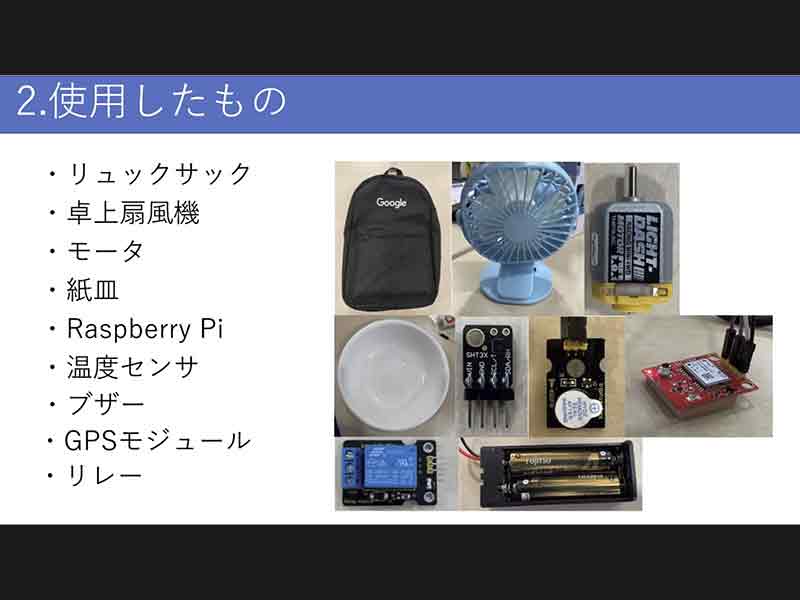 2.使用したもの
・リュックサック
・卓上扇風機
・モータ
・紙皿
・Raspberry Pi
・温度センサ
・ブザー
・GPSモジュール
・リレー
Google
LIGHT-
DASH
MOTOR
SHT3X
VIN
GND
SCL/T
SDA/RH
FUJITSU